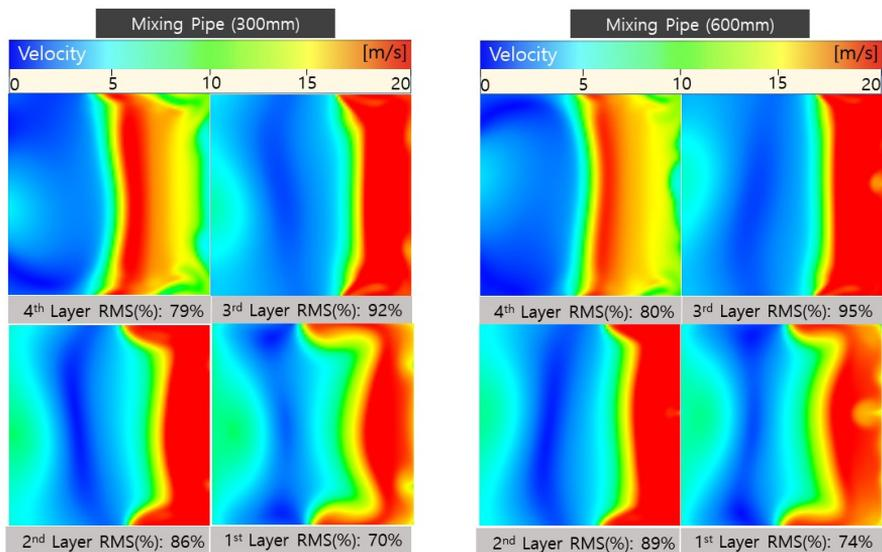 Mixing Pipe (300mm)
Velocity [m/s]
0 5 10 15 20
4th Layer RMS(%): 79%
3rd Layer RMS(%): 92%
2nd Layer RMS(%): 86%
1st Layer RMS(%): 70%
Mixing Pipe (600mm)
Velocity [m/s]
0 5 10 15 20
4th Layer RMS(%): 80%
3rd Layer RMS(%): 95%
2nd Layer RMS(%): 89%
1st Layer RMS(%): 74%